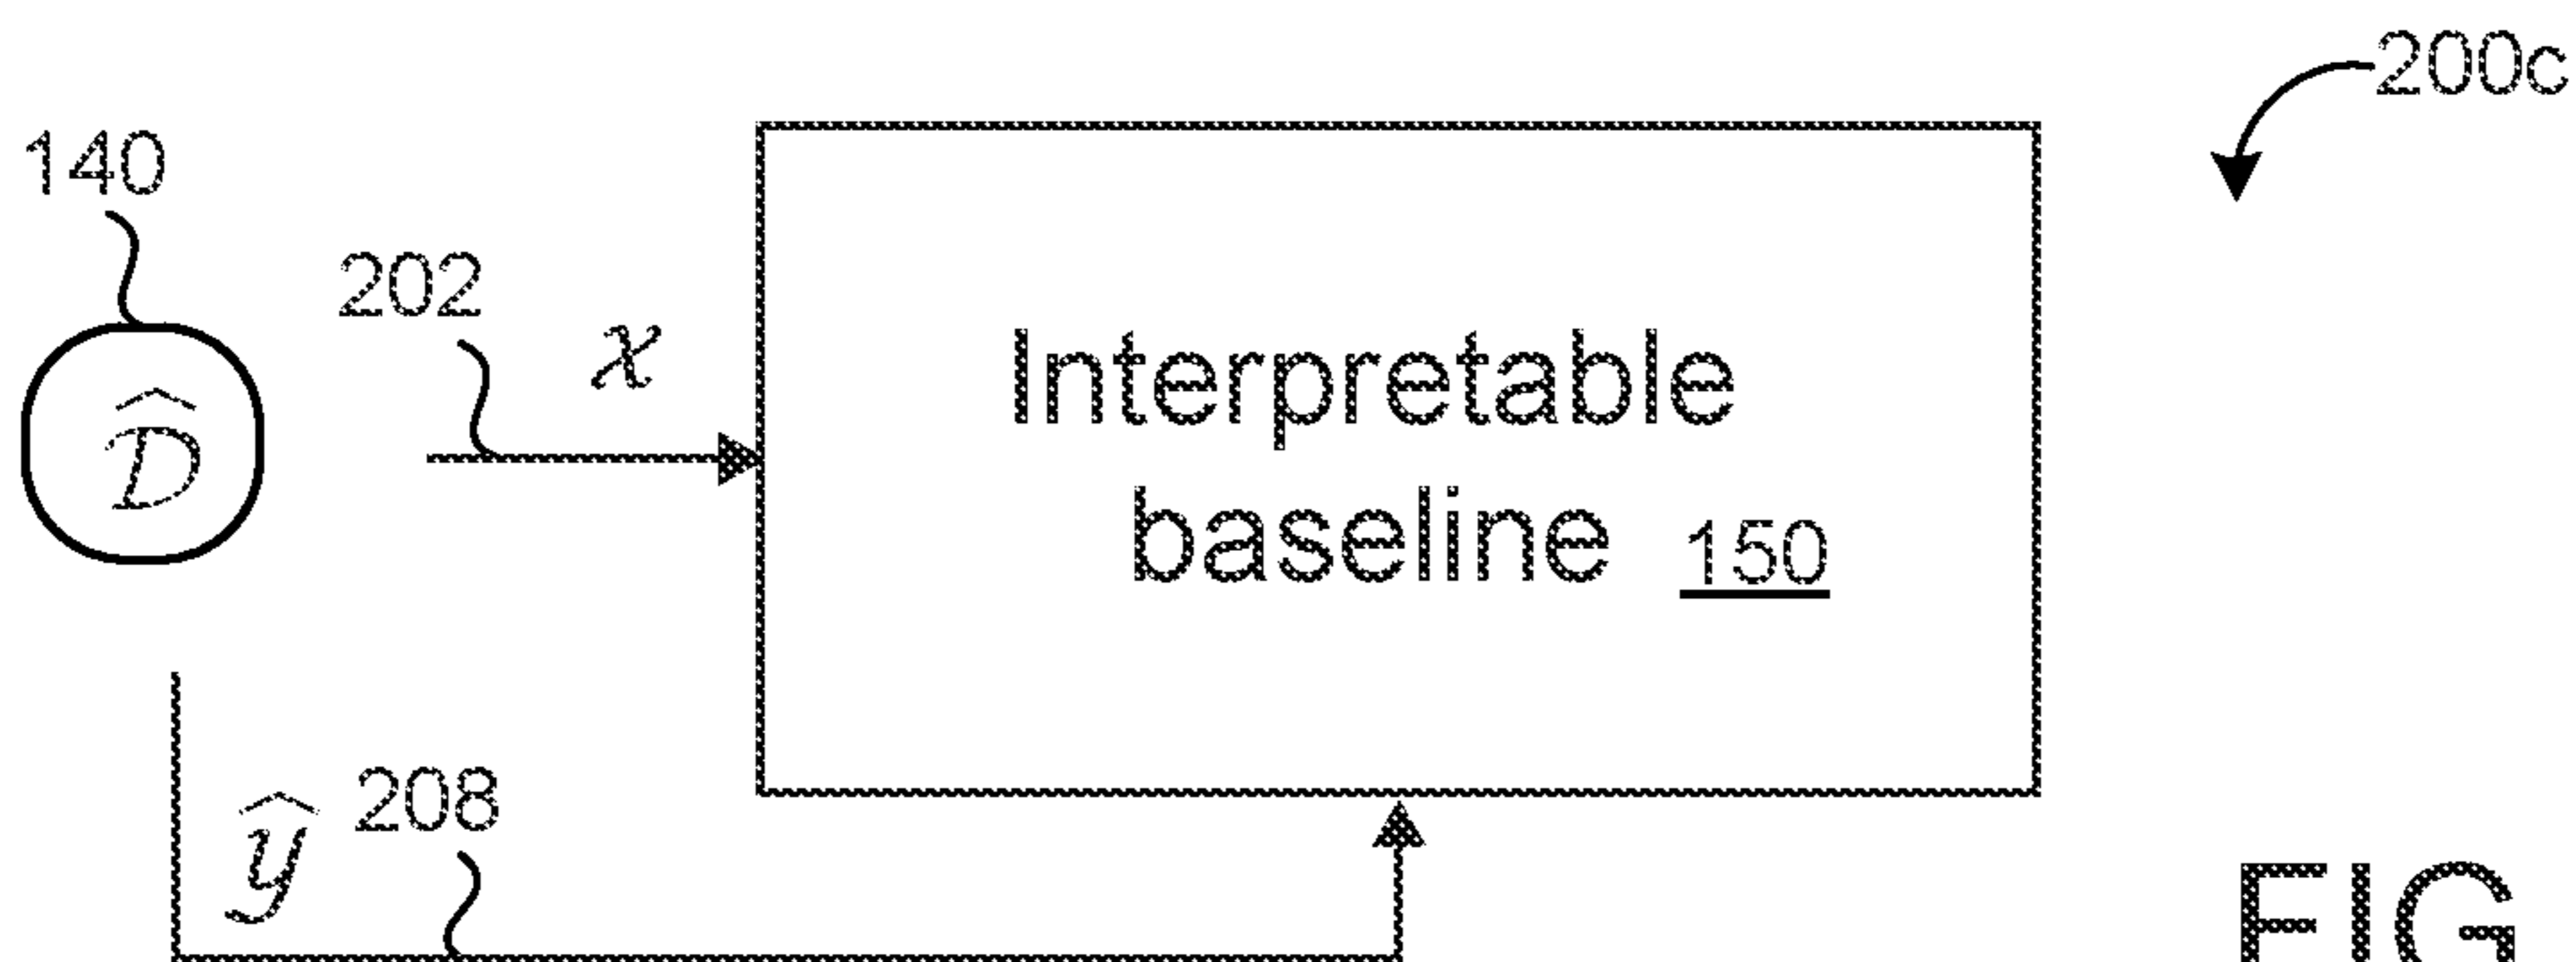 200c
140
202
𝓍
𝒟̂
Interpretable
baseline 150
ŷ 208
FIG